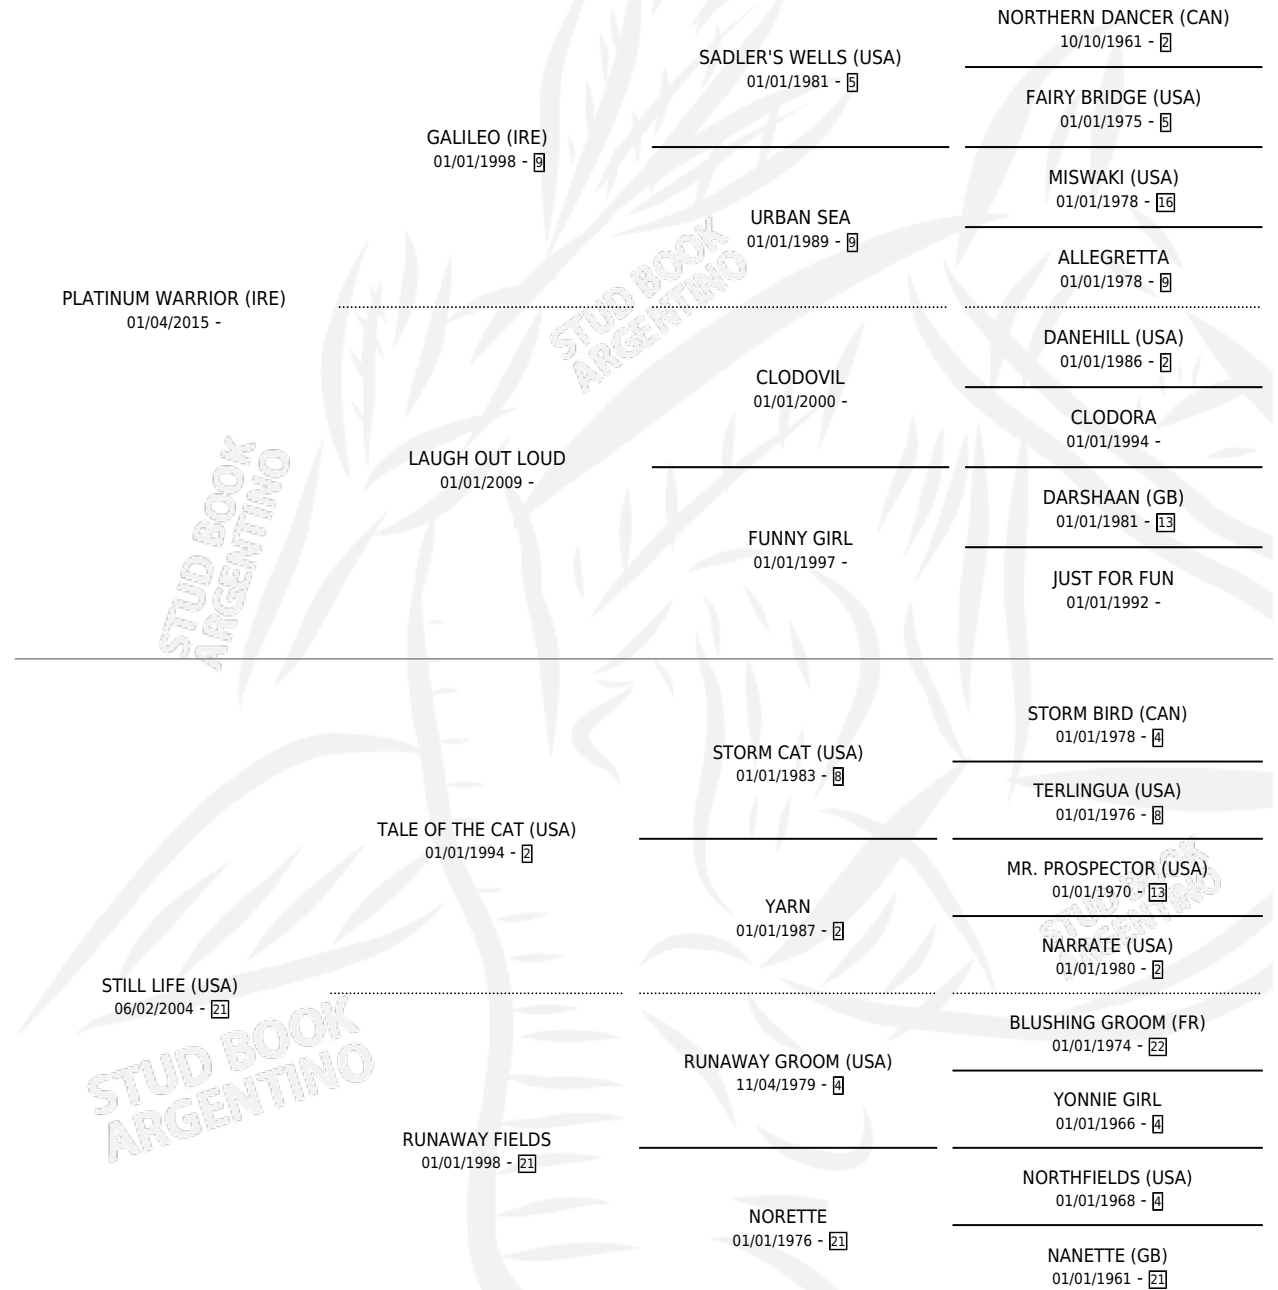 NORTHERN DANCER (CAN)
10/10/1961 - 2
SADLER'S WELLS (USA)
01/01/1981 - 5
FAIRY BRIDGE (USA)
01/01/1975 - 5
GALILEO (IRE)
01/01/1998 - 9
MISWAKI (USA)
01/01/1978 - 16
URBAN SEA
01/01/1989 - 9
ALLEGRETTA
01/01/1978 - 9
PLATINUM WARRIOR (IRE)
01/04/2015 -
DANEHILL (USA)
01/01/1986 - 2
CLODOVIL
01/01/2000 -
CLODORA
01/01/1994 -
LAUGH OUT LOUD
01/01/2009 -
DARSHAAN (GB)
01/01/1981 - 13
FUNNY GIRL
01/01/1997 -
JUST FOR FUN
01/01/1992 -
STORM BIRD (CAN)
01/01/1978 - 4
STORM CAT (USA)
01/01/1983 - 8
TERLINGUA (USA)
01/01/1976 - 8
TALE OF THE CAT (USA)
01/01/1994 - 2
MR. PROSPECTOR (USA)
01/01/1970 - 13
YARN
01/01/1987 - 2
NARRATE (USA)
01/01/1980 - 2
STILL LIFE (USA)
06/02/2004 - 21
BLUSHING GROOM (FR)
01/01/1974 - 22
RUNAWAY GROOM (USA)
11/04/1979 - 4
YONNIE GIRL
01/01/1966 - 4
RUNAWAY FIELDS
01/01/1998 - 21
NORTHFIELDS (USA)
01/01/1968 - 4
NORETTE
01/01/1976 - 21
NANETTE (GB)
01/01/1961 - 21
STUD BOOK
ARGENTINO
STUD BOOK
ARGENTINO
STUD BOOK
ARGENTINO
STUD BOOK
ARGENTINO